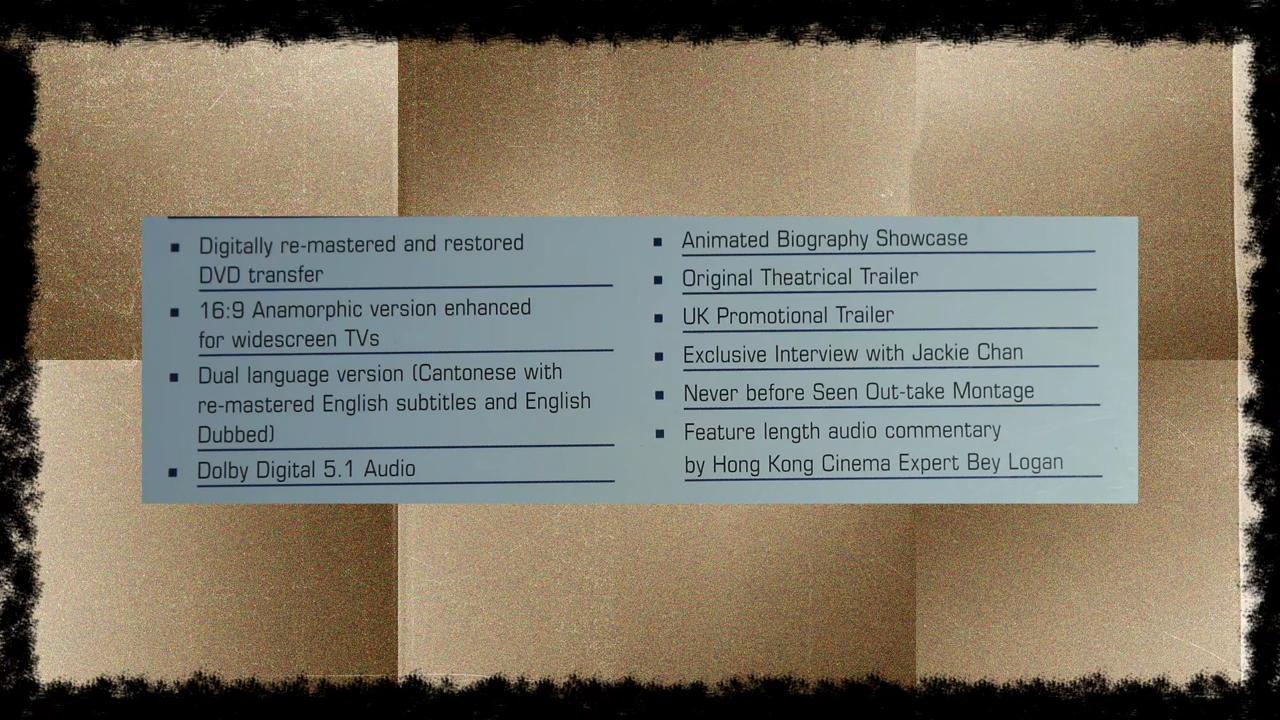 Digitally re-mastered and restored
DVD transfer
16:9 Anamorphic version enhanced
for widescreen TVs
Dual language version (Cantonese with
re-mastered English subtitles and English
Dubbed)
Dolby Digital 5.1 Audio
Animated Biography Showcase
Original Theatrical Trailer
UK Promotional Trailer
Exclusive Interview with Jackie Chan
Never before Seen Out-take Montage
Feature length audio commentary
by Hong Kong Cinema Expert Bey Logan